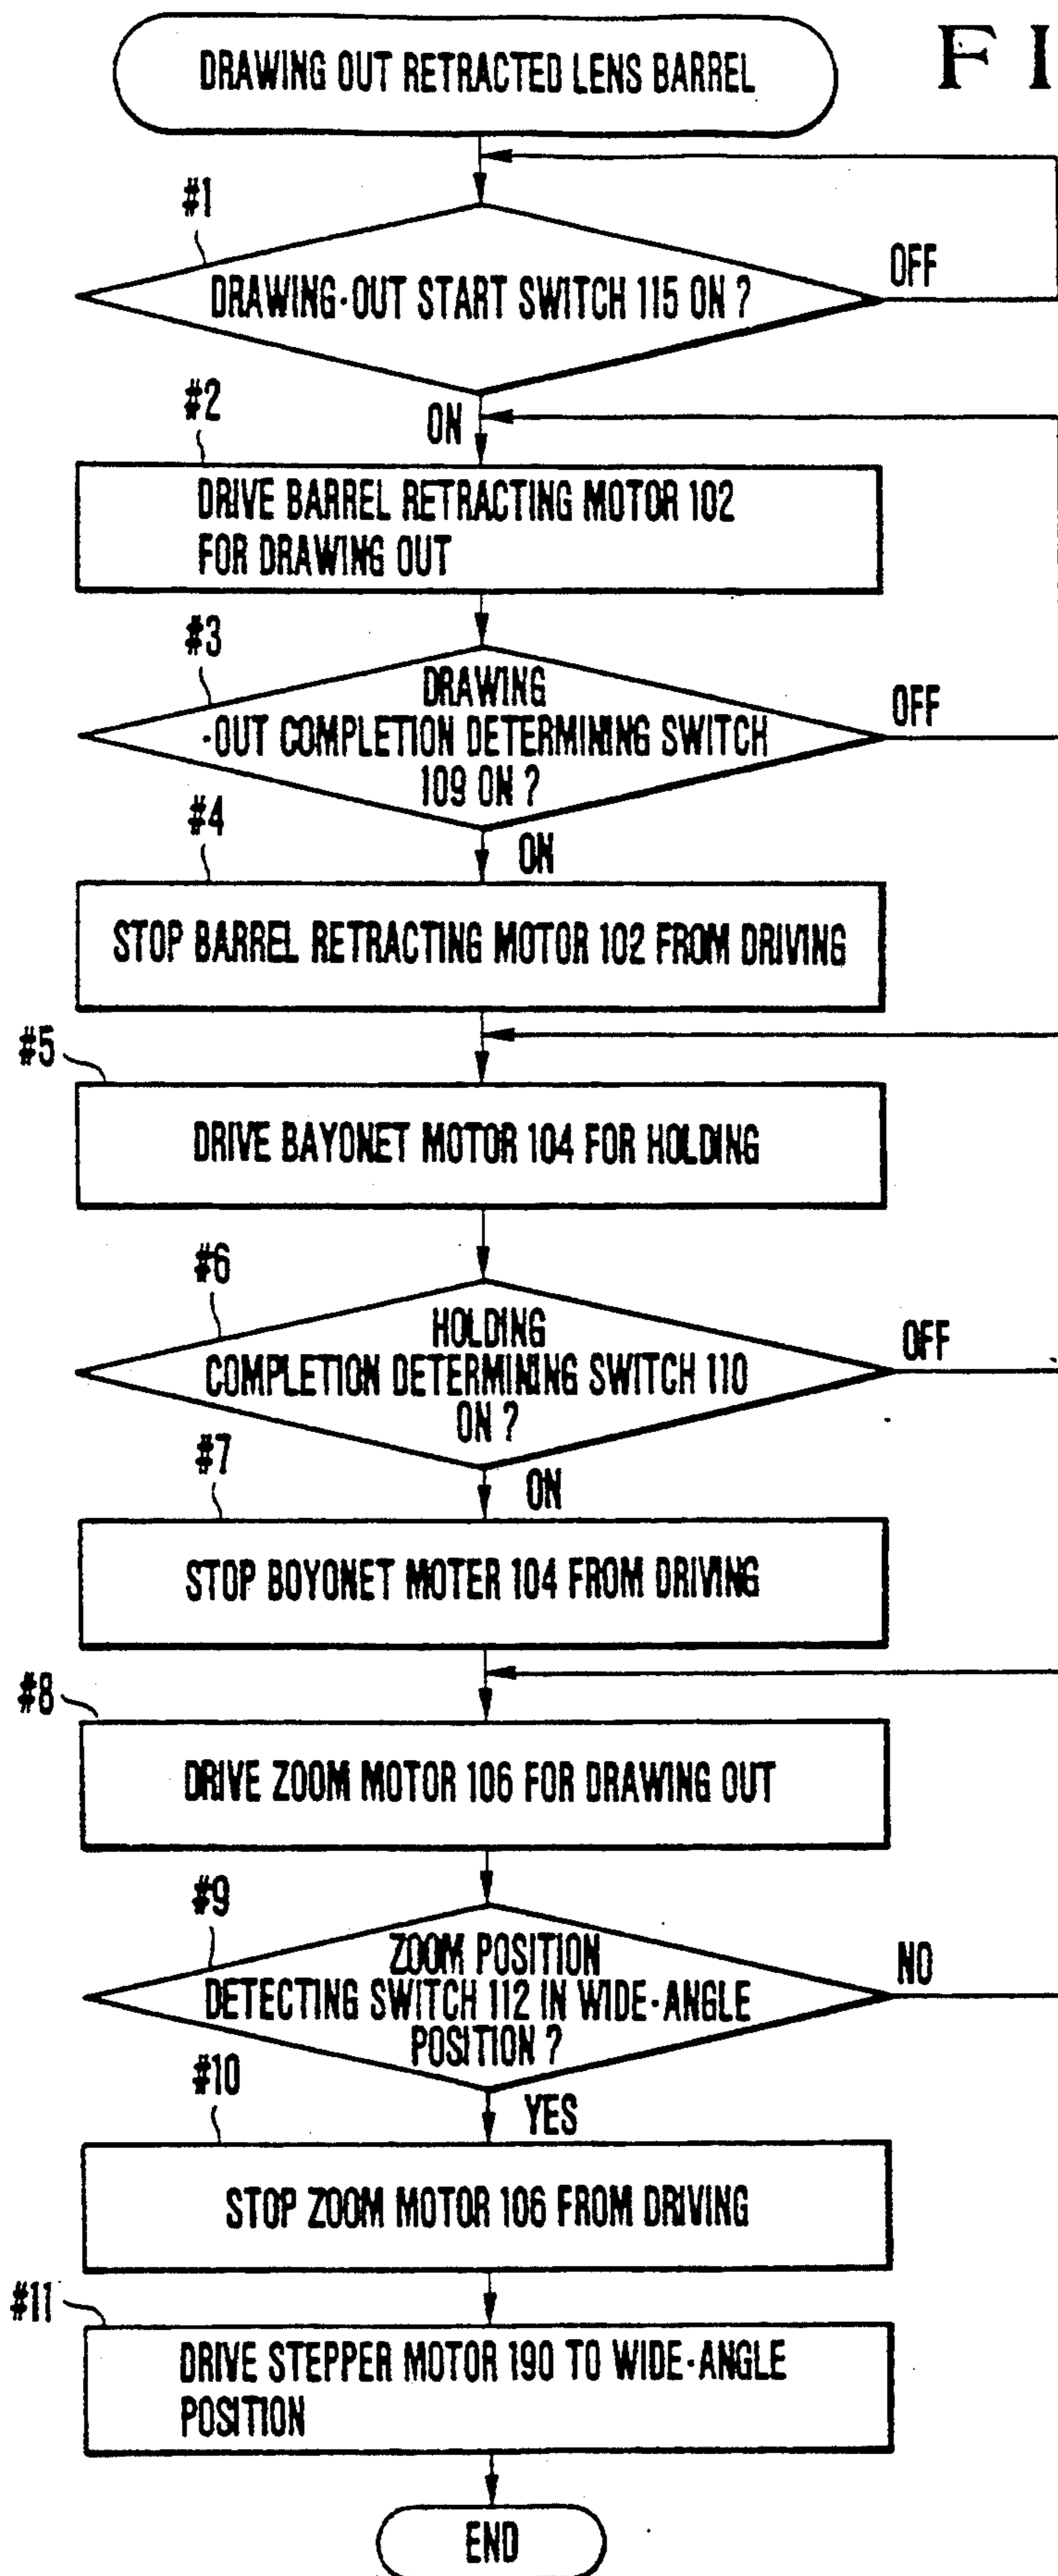 DRAWING OUT RETRACTED LENS BARREL
F I
#1
DRAWING-OUT START SWITCH 115 ON ?
OFF
ON
#2
DRIVE BARREL RETRACTING MOTOR 102
FOR DRAWING OUT
#3
DRAWING
-OUT COMPLETION DETERMINING SWITCH
109 ON ?
OFF
ON
#4
STOP BARREL RETRACTING MOTOR 102 FROM DRIVING
#5
DRIVE BAYONET MOTOR 104 FOR HOLDING
#6
HOLDING
COMPLETION DETERMINING SWITCH 110
ON ?
OFF
ON
#7
STOP BOYONET MOTER 104 FROM DRIVING
#8
DRIVE ZOOM MOTOR 106 FOR DRAWING OUT
#9
ZOOM POSITION
DETECTING SWITCH 112 IN WIDE-ANGLE
POSITION ?
NO
YES
#10
STOP ZOOM MOTOR 106 FROM DRIVING
#11
DRIVE STEPPER MOTOR 190 TO WIDE-ANGLE
POSITION
END